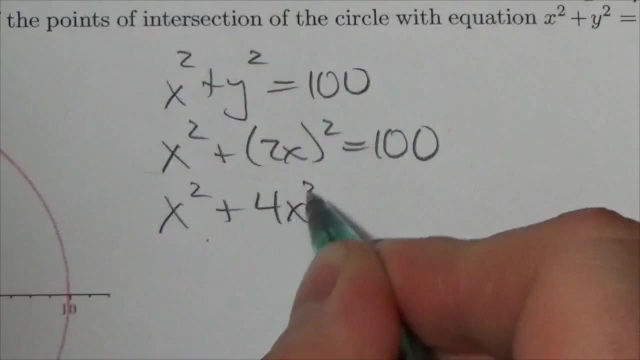 the points of intersection of the circle with equation x² + y² =
x² + y² = 100
x² + (2x)² = 100
x² + 4x²
10